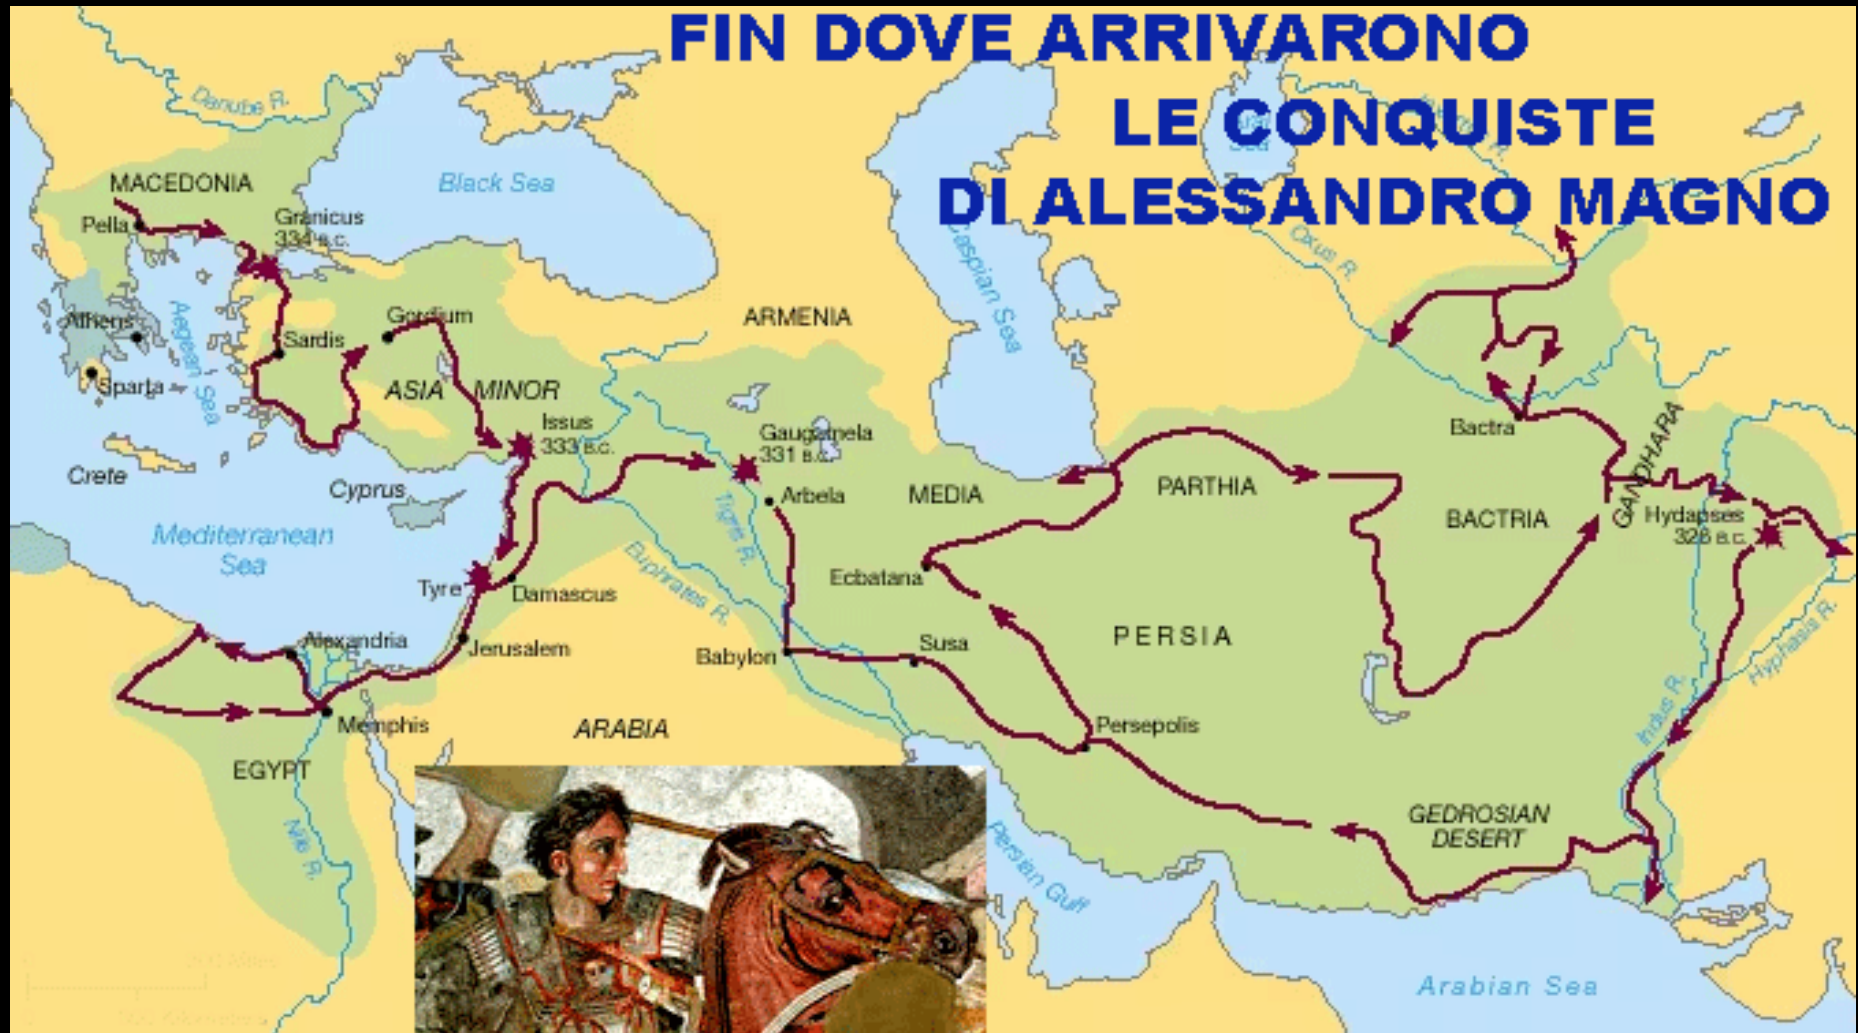 FIN DOVE ARRIVARONO
LE CONQUISTE
DI ALESSANDRO MAGNO
Danube R.
MACEDONIA
Pella
Granicus
334 B.C.
Black Sea
Caspian Sea
Oxus R.
Athens
Sparta
Aegean Sea
Sardis
Gordium
ARMENIA
ASIA MINOR
Issus
333 B.C.
Gaugamela
331 B.C.
Arbela
MEDIA
PARTHIA
Bactra
GANDHARA
BACTRIA
Hydapses
326 B.C.
Crete
Cyprus
Mediterranean
Sea
Tigris R.
Euphrates R.
Ecbatana
Tyre
Damascus
Alexandria
Jerusalem
Babylon
Susa
PERSIA
Hyphasis R.
Indus R.
Memphis
ARABIA
Persepolis
EGYPT
Nile R.
GEDROSIAN
DESERT
Persian Gulf
Arabian Sea